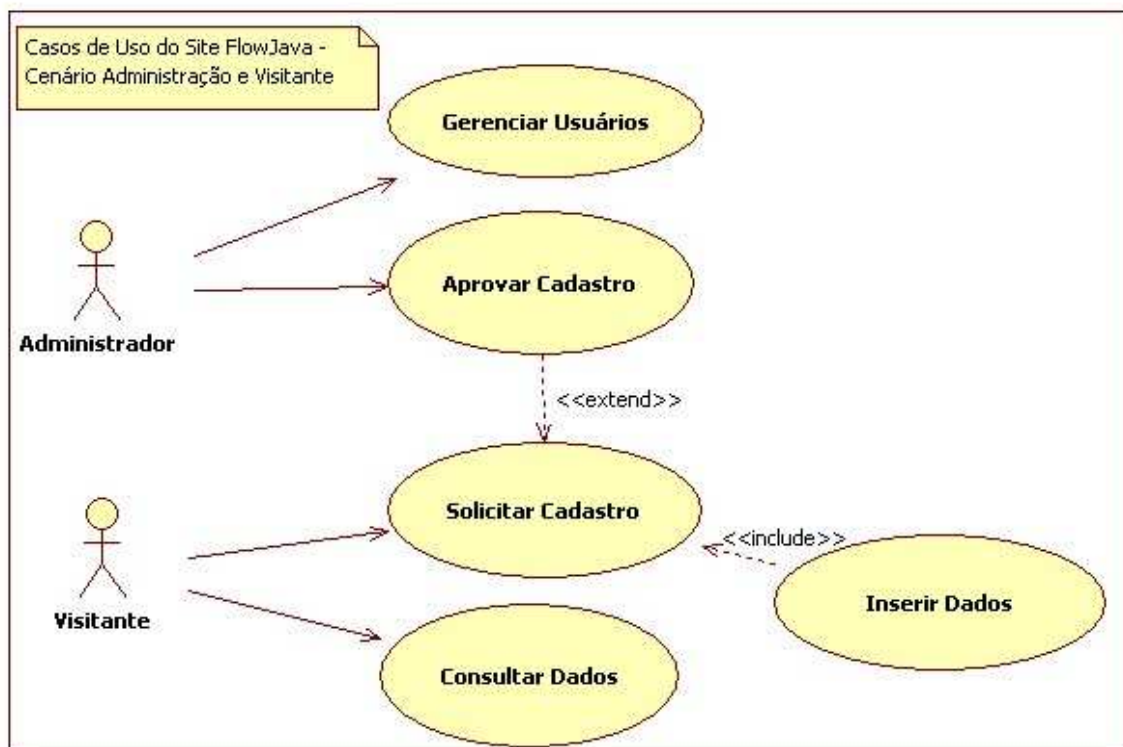 Casos de Uso do Site FlowJava -
Cenário Administração e Visitante
Gerenciar Usuários
Aprovar Cadastro
Administrador
<<extend>>
Solicitar Cadastro
<<include>>
Inserir Dados
Visitante
Consultar Dados